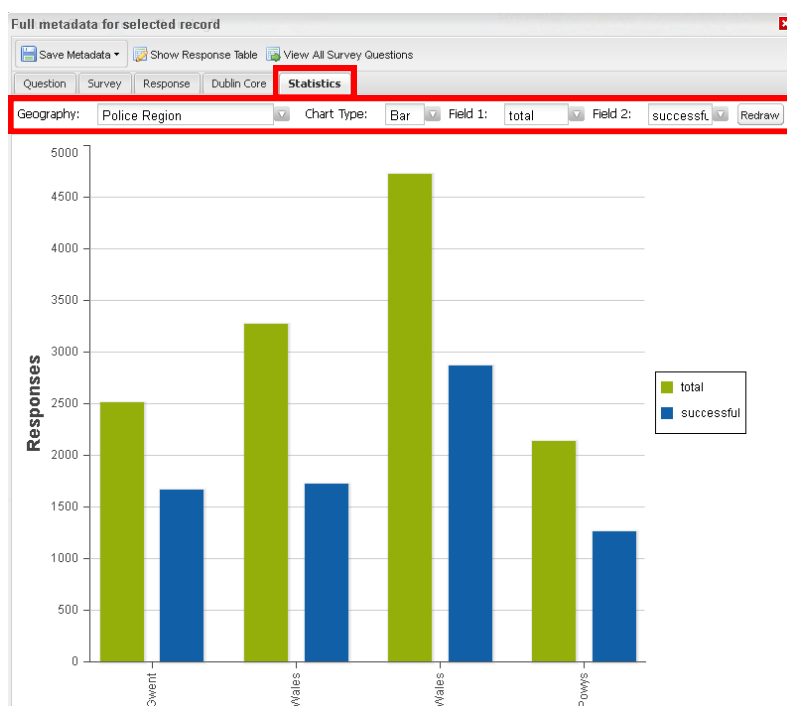 Full metadata for selected record
Save Metadata Show Response Table View All Survey Questions
Question Survey Response Dublin Core Statistics
Geography: Police Region Chart Type: Bar Field 1: total Field 2: successfu Redraw
5000
4500
4000
3500
3000
2500
2000
1500
1000
500
0
Responses
total
successful
Gwent
Wales
Wales
Powys